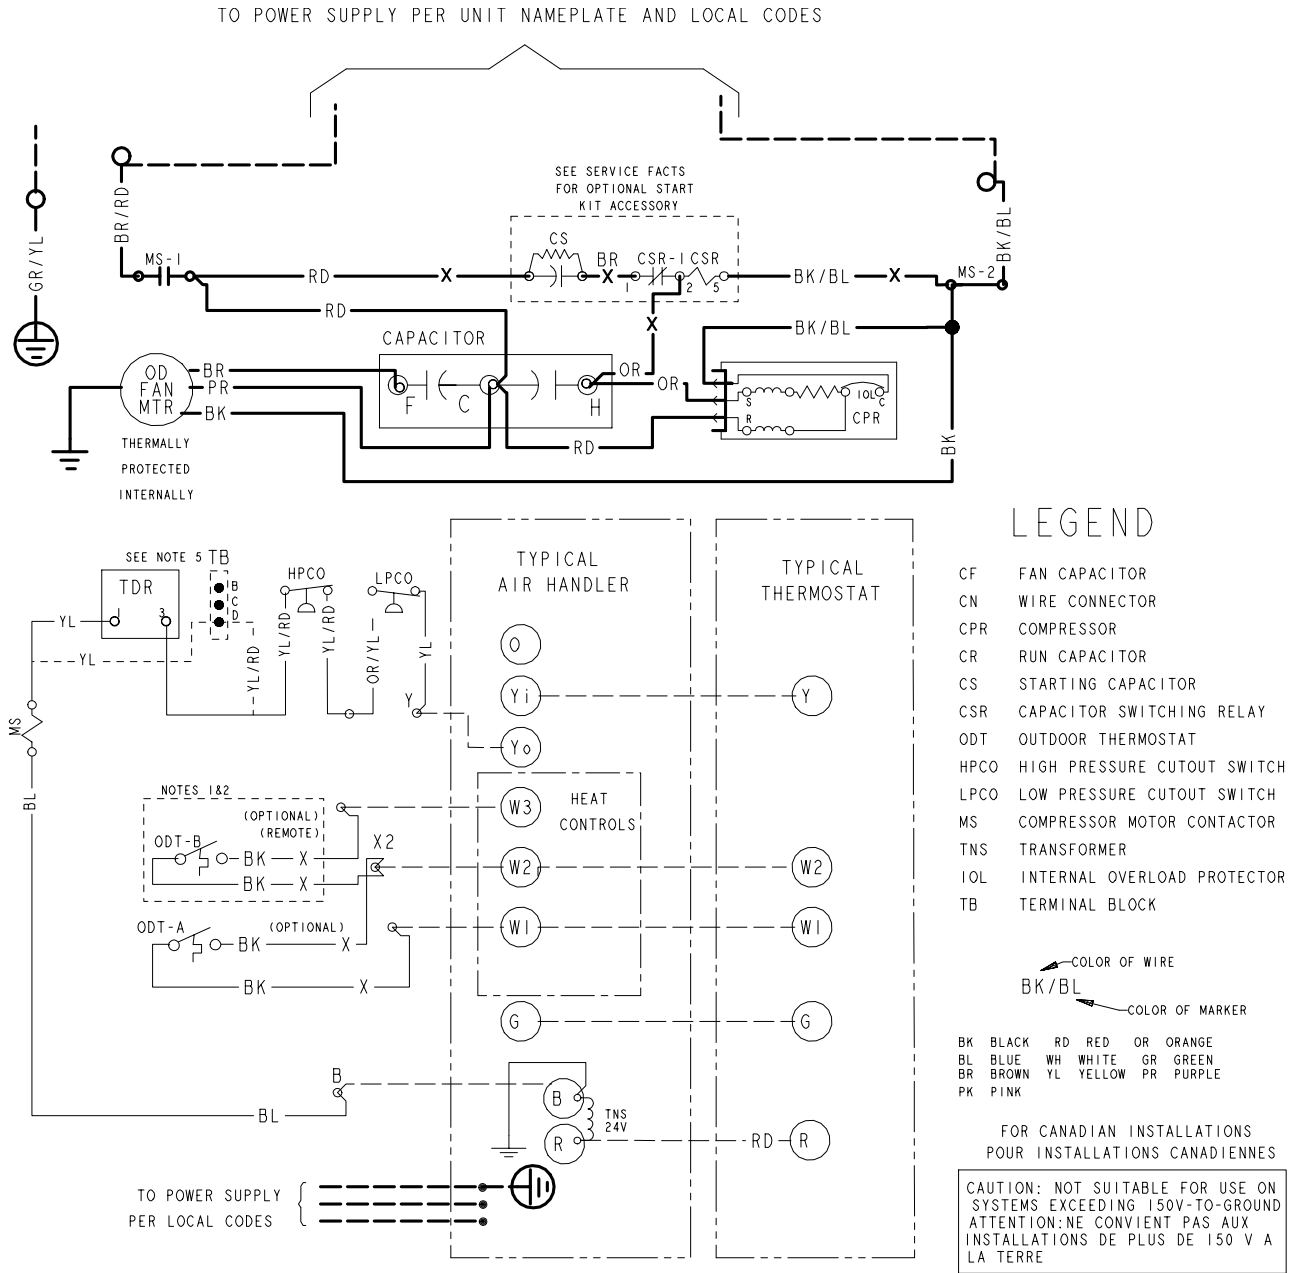 TO POWER SUPPLY PER UNIT NAMEPLATE AND LOCAL CODES
SEE SERVICE FACTS
FOR OPTIONAL START
KIT ACCESSORY
BR/RD
GR/YL
BK/BL
MS-1
RD
X
CS
BR
X
CSR-1
CSR
1
2
5
BK/BL
X
MS-2
RD
X
BK/BL
CAPACITOR
OD
FAN
MTR
BR
PR
BK
F
C
H
OR
OR
S
R
IOL
C
CPR
RD
BK
THERMALLY
PROTECTED
INTERNALLY
SEE NOTE 5
TB
TDR
1
3
B
C
D
YL
YL
YL/RD
HPCO
YL/RD
YL/RD
LPCO
OR/YL
YL
Y
MS
BL
TYPICAL
AIR HANDLER
O
Yi
Yo
TYPICAL
THERMOSTAT
Y
NOTES 1&2
(OPTIONAL)
(REMOTE)
ODT-B
BK
X
BK
X
X2
ODT-A
(OPTIONAL)
BK
X
BK
X
W3
HEAT
CONTROLS
W2
W1
G
W2
W1
G
B
BL
B
R
TNS
24V
RD
R
TO POWER SUPPLY
PER LOCAL CODES
LEGEND
CF FAN CAPACITOR
CN WIRE CONNECTOR
CPR COMPRESSOR
CR RUN CAPACITOR
CS STARTING CAPACITOR
CSR CAPACITOR SWITCHING RELAY
ODT OUTDOOR THERMOSTAT
HPCO HIGH PRESSURE CUTOUT SWITCH
LPCO LOW PRESSURE CUTOUT SWITCH
MS COMPRESSOR MOTOR CONTACTOR
TNS TRANSFORMER
IOL INTERNAL OVERLOAD PROTECTOR
TB TERMINAL BLOCK
COLOR OF WIRE
BK/BL
COLOR OF MARKER
BK BLACK RD RED OR ORANGE
BL BLUE WH WHITE GR GREEN
BR BROWN YL YELLOW PR PURPLE
PK PINK
FOR CANADIAN INSTALLATIONS
POUR INSTALLATIONS CANADIENNES
CAUTION: NOT SUITABLE FOR USE ON
SYSTEMS EXCEEDING 150V-TO-GROUND
ATTENTION:NE CONVIENT PAS AUX
INSTALLATIONS DE PLUS DE 150 V A
LA TERRE